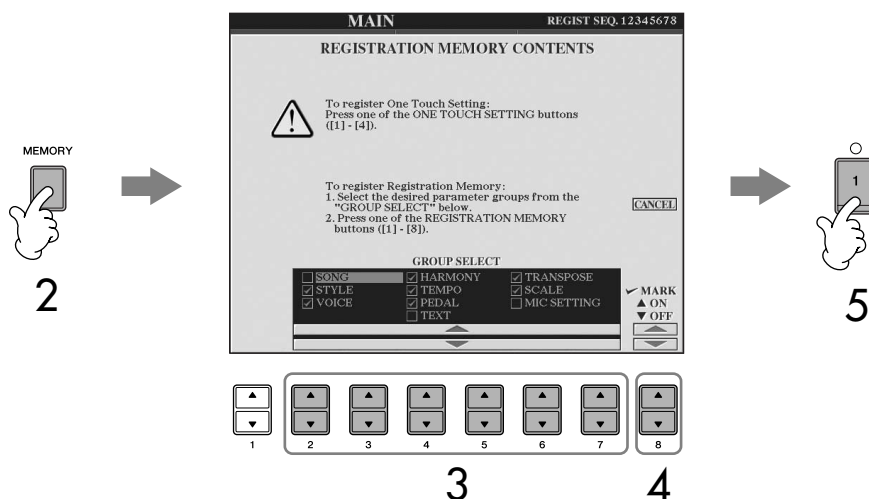 MAIN REGIST SEQ. 12345678
REGISTRATION MEMORY CONTENTS
To register One Touch Setting:
Press one of the ONE TOUCH SETTING buttons
([1] - [4]).
MEMORY
2
To register Registration Memory:
1. Select the desired parameter groups from the
"GROUP SELECT" below.
2. Press one of the REGISTRATION MEMORY
buttons ([1] - [8]).
CANCEL
1
5
GROUP SELECT
SONG HARMONY TRANSPOSE
STYLE TEMPO SCALE
VOICE PEDAL MIC SETTING
TEXT
MARK
▲ ON
▼ OFF
1 2 3 4 5 6 7 8
3 4